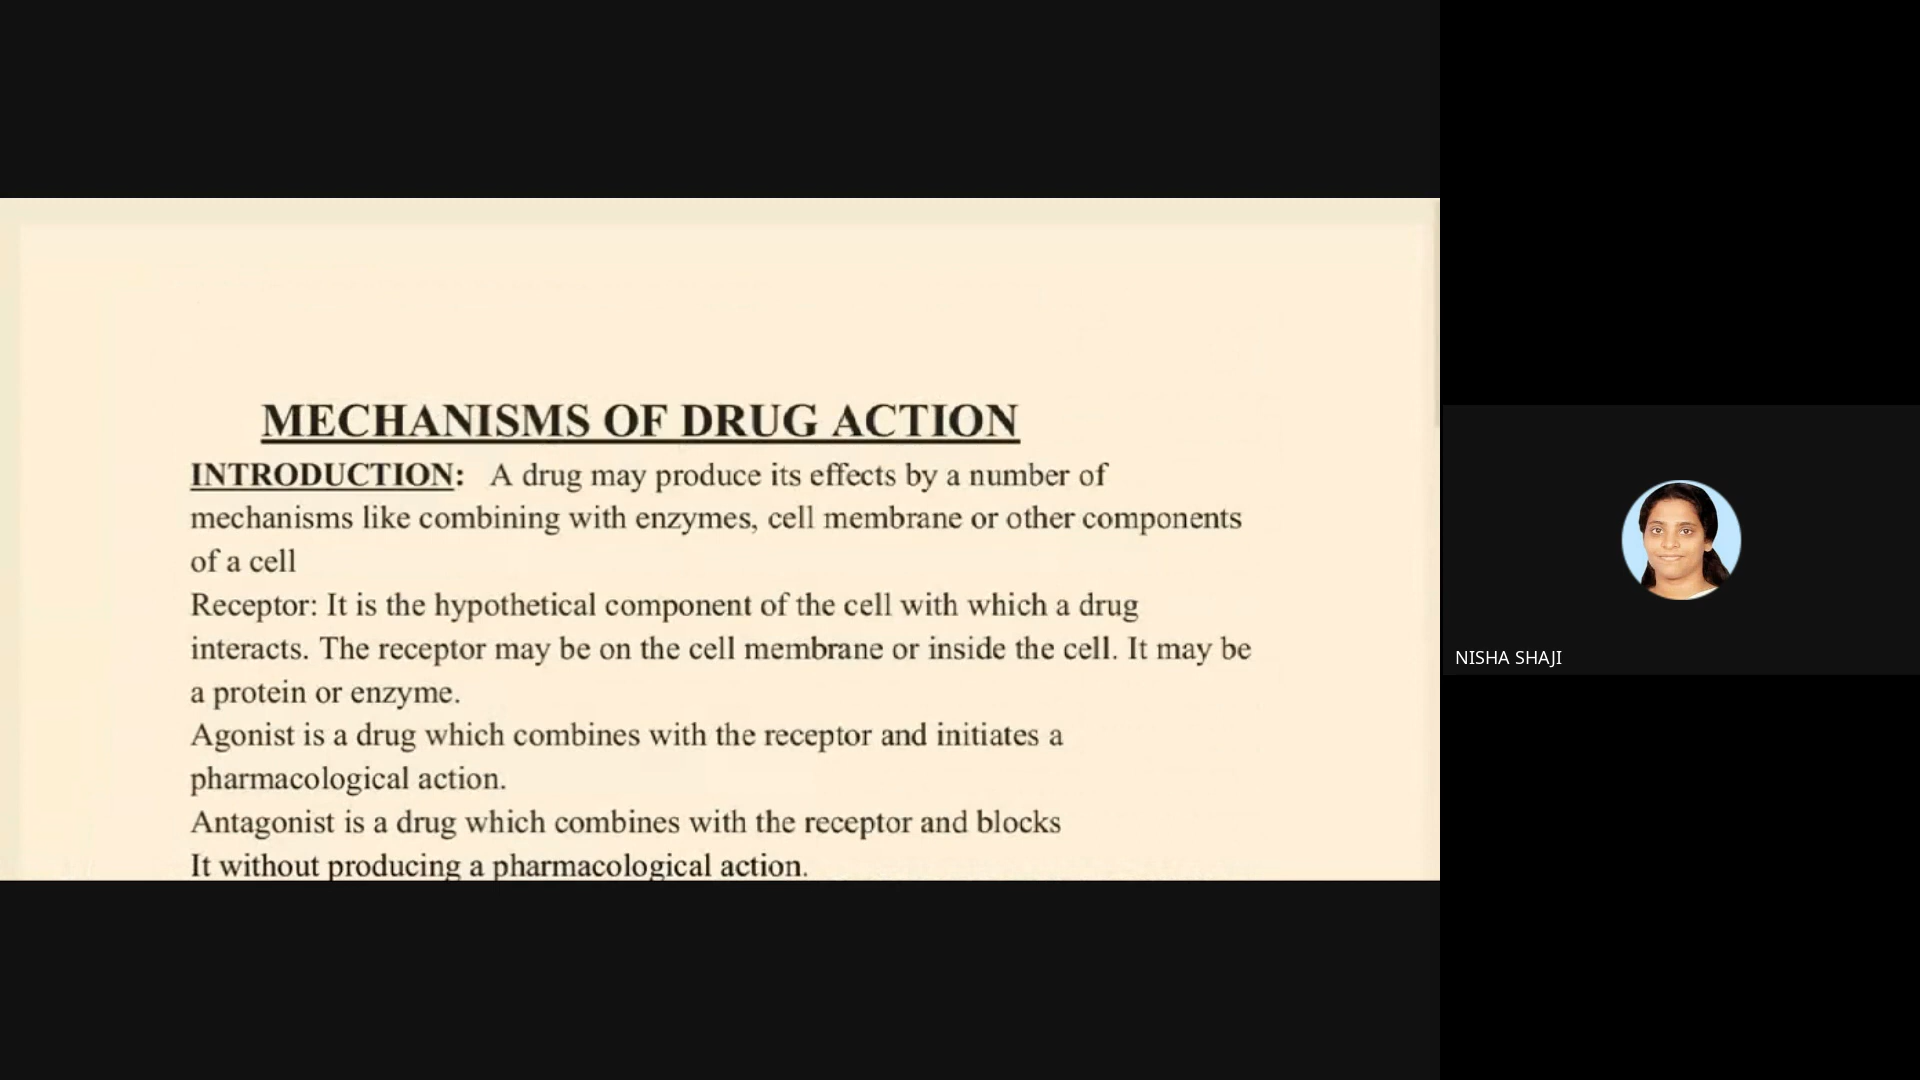 MECHANISMS OF DRUG ACTION
INTRODUCTION: A drug may produce its effects by a number of
mechanisms like combining with enzymes, cell membrane or other components
of a cell
Receptor: It is the hypothetical component of the cell with which a drug
interacts. The receptor may be on the cell membrane or inside the cell. It may be
a protein or enzyme.
Agonist is a drug which combines with the receptor and initiates a
pharmacological action.
Antagonist is a drug which combines with the receptor and blocks
It without producing a pharmacological action.
NISHA SHAJI